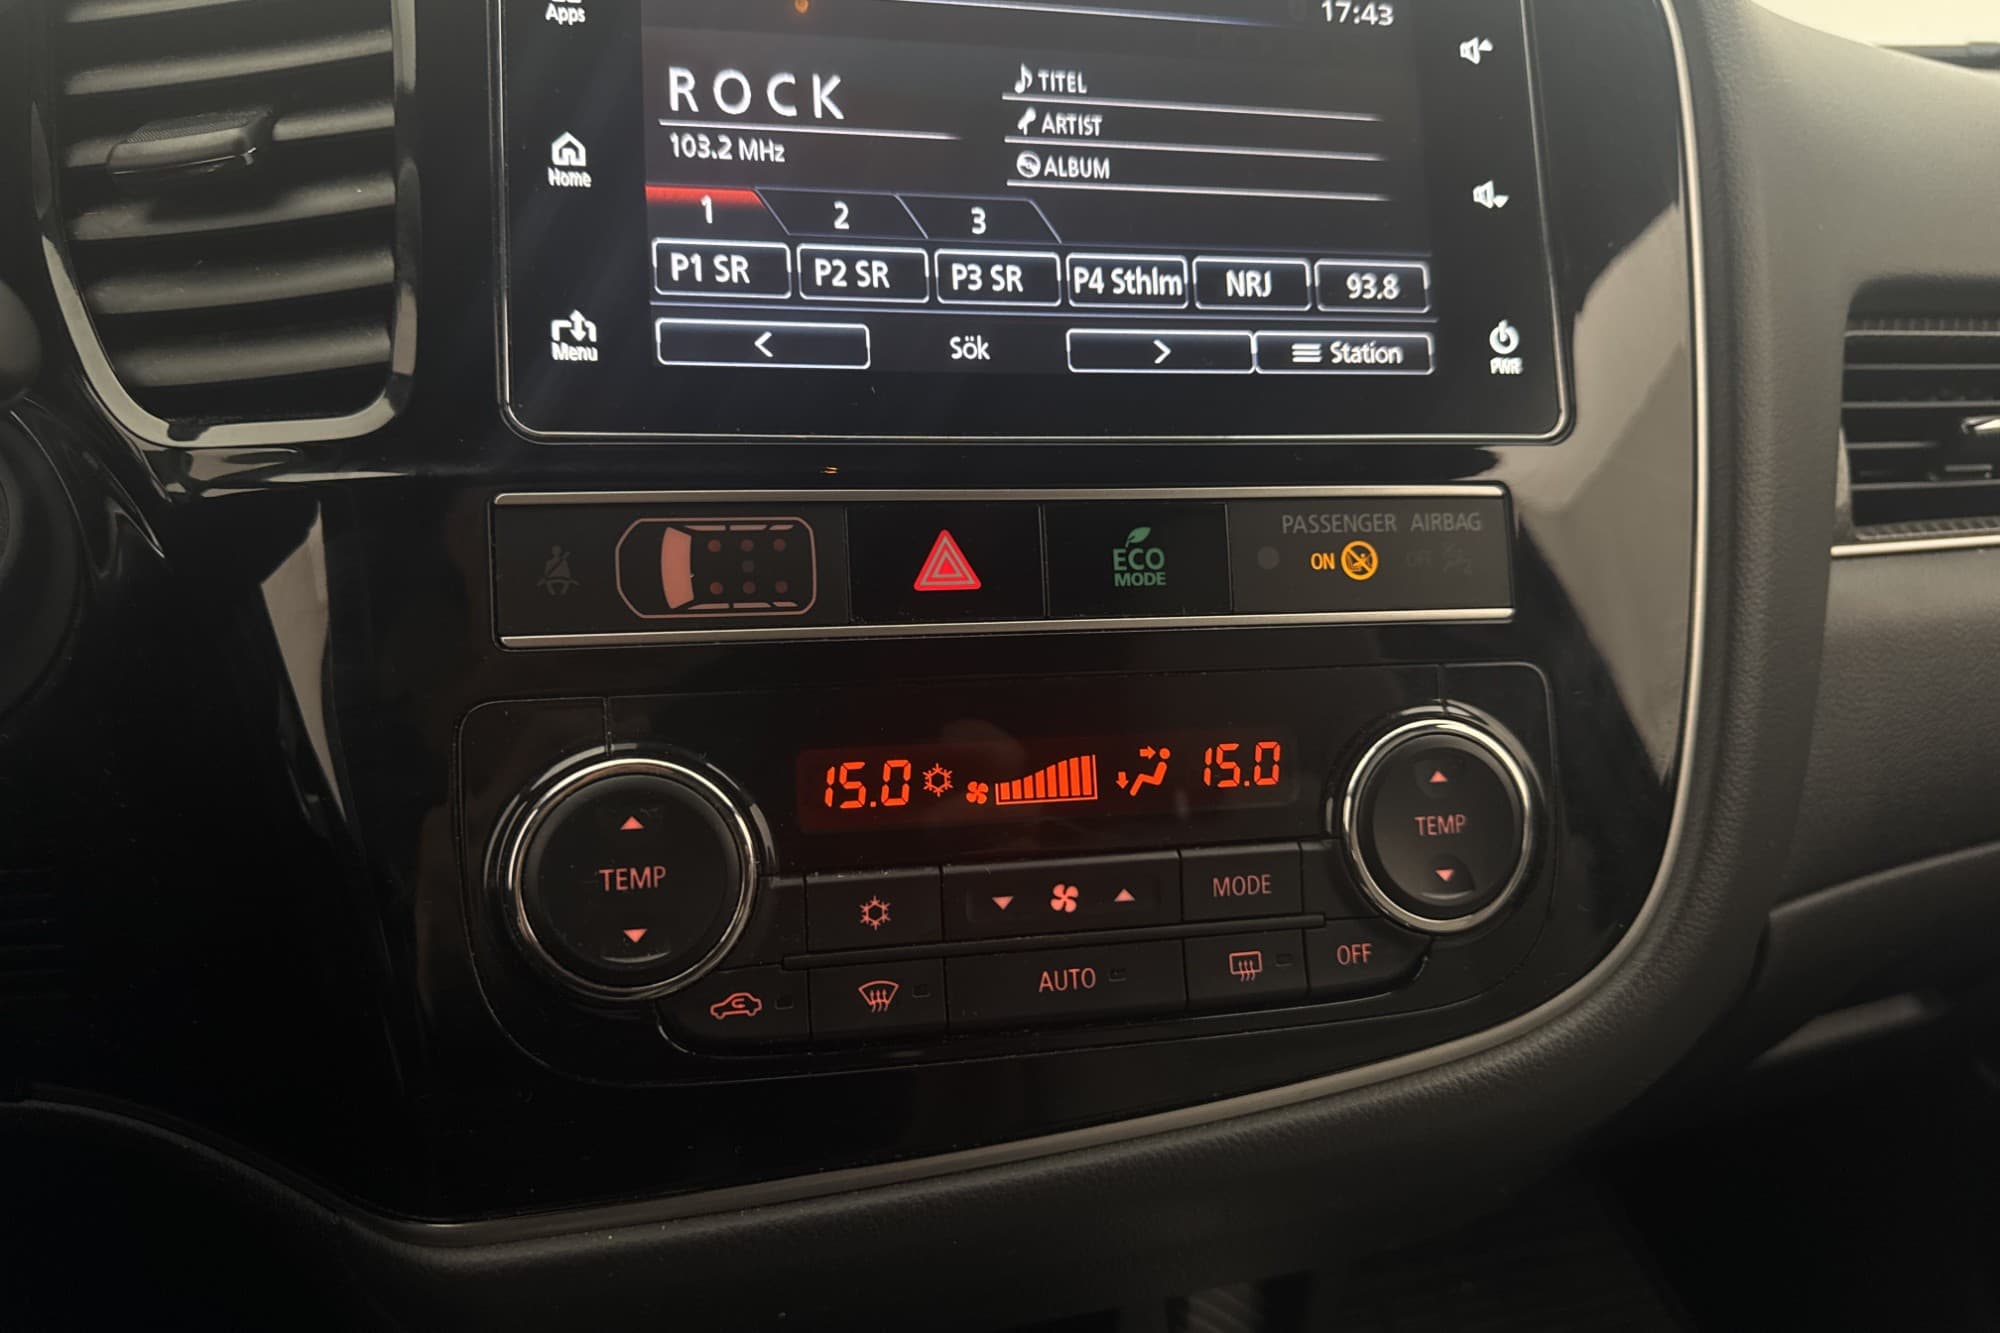 Apps
17:43
ROCK
TITEL
103.2 MHz
ARTIST
Home
ALBUM
1 2 3
P1 SR P2 SR P3 SR P4 Sthlm NRJ 93.8
Menu
< Sök > Station
PWR
PASSENGER AIRBAG
ECO
MODE
ON
OFF
15.0 15.0
TEMP
TEMP
MODE
AUTO
OFF